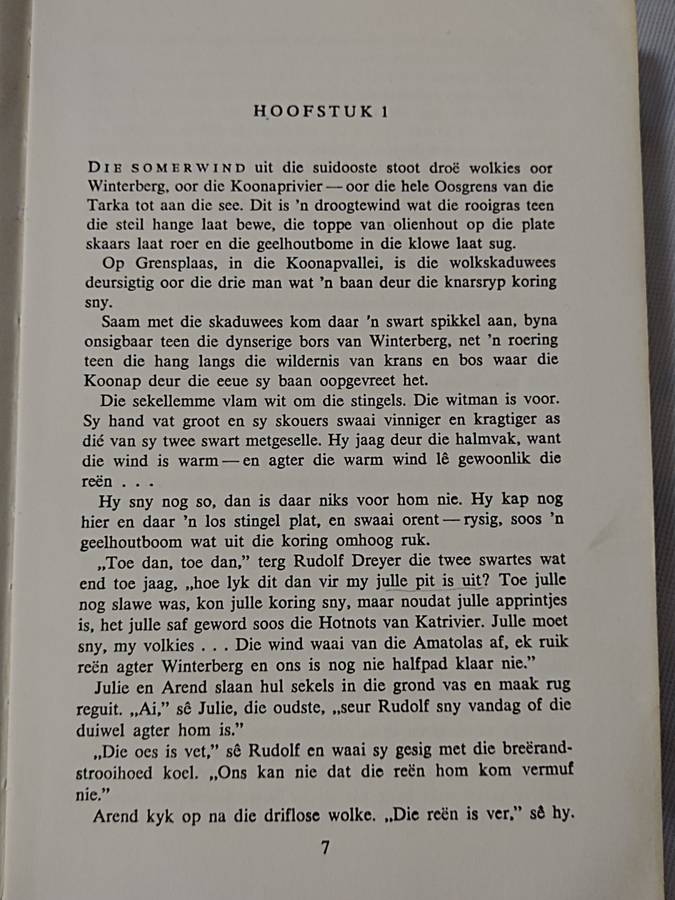 HOOFSTUK 1
DIE SOMERWIND uit die suidooste stoot droë wolkies oor
Winterberg, oor die Koonaprivier — oor die hele Oosgrens van die
Tarka tot aan die see. Dit is 'n droogtewind wat die rooigras teen
die steil hange laat bewe, die toppe van olienhout op die plate
skaars laat roer en die geelhoutbome in die klowe laat sug.
Op Grensplaas, in die Koonapvallei, is die wolkskaduwees
deursigtig oor die drie man wat 'n baan deur die knarsryp koring
sny.
Saam met die skaduwees kom daar 'n swart spikkel aan, byna
onsigbaar teen die dynserige bors van Winterberg, net 'n roering
teen die hang langs die wildernis van krans en bos waar die
Koonap deur die eeue sy baan oopgevreet het.
Die sekellemme vlam wit om die stingels. Die witman is voor.
Sy hand vat groot en sy skouers swaai vinniger en kragtiger as
dié van sy twee swart metgeselle. Hy jaag deur die halmvak, want
die wind is warm — en agter die warm wind lê gewoonlik die
reën . . .
Hy sny nog so, dan is daar niks voor hom nie. Hy kap nog
hier en daar 'n los stingel plat, en swaai orent — rysig, soos 'n
geelhoutboom wat uit die koring omhoog ruk.
„Toe dan, toe dan,” terg Rudolf Dreyer die twee swartes wat
end toe jaag, „hoe lyk dit dan vir my julle pit is uit? Toe julle
nog slawe was, kon julle koring sny, maar noudat julle apprintjes
is, het julle saf geword soos die Hotnots van Katrivier. Julle moet
sny, my volkies . . . Die wind waai van die Amatolas af, ek ruik
reën agter Winterberg en ons is nog nie halfpad klaar nie.”
Julie en Arend slaan hul sekels in die grond vas en maak rug
reguit. „Ai,” sê Julie, die oudste, „seur Rudolf sny vandag of die
duiwel agter hom is.”
„Die oes is vet,” sê Rudolf en waai sy gesig met die breërand-
strooihoed koel. „Ons kan nie dat die reën hom kom vermuf
nie.”
Arend kyk op na die driflose wolke. „Die reën is ver,” sê hy.
7